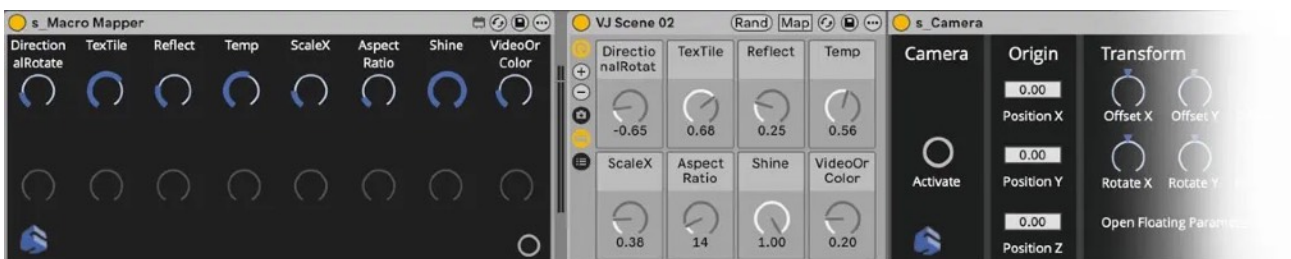 s_Macro Mapper
Direction
alRotate
TexTile
Reflect
Temp
ScaleX
Aspect
Ratio
Shine
VideoOr
Color
VJ Scene 02
Rand
Map
Directio
nalRotat
TexTile
Reflect
Temp
-0.65
0.68
0.25
0.56
ScaleX
Aspect
Ratio
Shine
VideoOr
Color
0.38
14
1.00
0.20
s_Camera
Camera
Activate
Origin
0.00
Position X
0.00
Position Y
0.00
Position Z
Transform
Offset X
Offset Y
Rotate X
Rotate Y
Open Floating